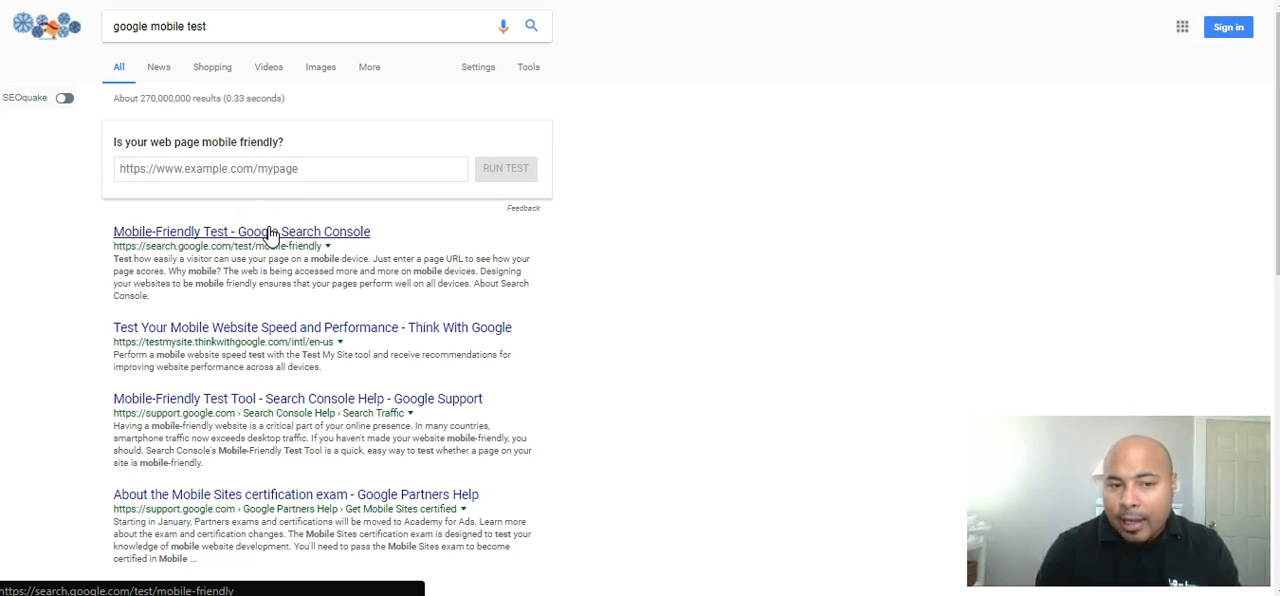 google mobile test
Sign in
All News Shopping Videos Images More Settings Tools
SEOquake
About 270,000,000 results (0.33 seconds)
Is your web page mobile friendly?
https://www.example.com/mypage RUN TEST
Feedback
Mobile-Friendly Test - Google Search Console
https://search.google.com/test/mobile-friendly
Test how easily a visitor can use your page on a mobile device. Just enter a page URL to see how your
page scores. Why mobile? The web is being accessed more and more on mobile devices. Designing
your websites to be mobile friendly ensures that your pages perform well on all devices. About Search
Console.
Test Your Mobile Website Speed and Performance - Think With Google
https://testmysite.thinkwithgoogle.com/intl/en-us
Perform a mobile website speed test with the Test My Site tool and receive recommendations for
improving website performance across all devices.
Mobile-Friendly Test Tool - Search Console Help - Google Support
https://support.google.com › Search Console Help › Search Traffic
Having a mobile-friendly website is a critical part of your online presence. In many countries,
smartphone traffic now exceeds desktop traffic. If you haven't made your website mobile-friendly, you
should. Search Console's Mobile-Friendly Test Tool is a quick, easy way to test whether a page on your
site is mobile-friendly.
About the Mobile Sites certification exam - Google Partners Help
https://support.google.com › Google Partners Help › Get Mobile Sites certified
Starting in January, Partners exams and certifications will be moved to Academy for Ads. Learn more
about the exam and certification changes. The Mobile Sites certification exam is designed to test your
knowledge of mobile website development. You'll need to pass the Mobile Sites exam to become
certified in Mobile ...
https://search.google.com/test/mobile-friendly